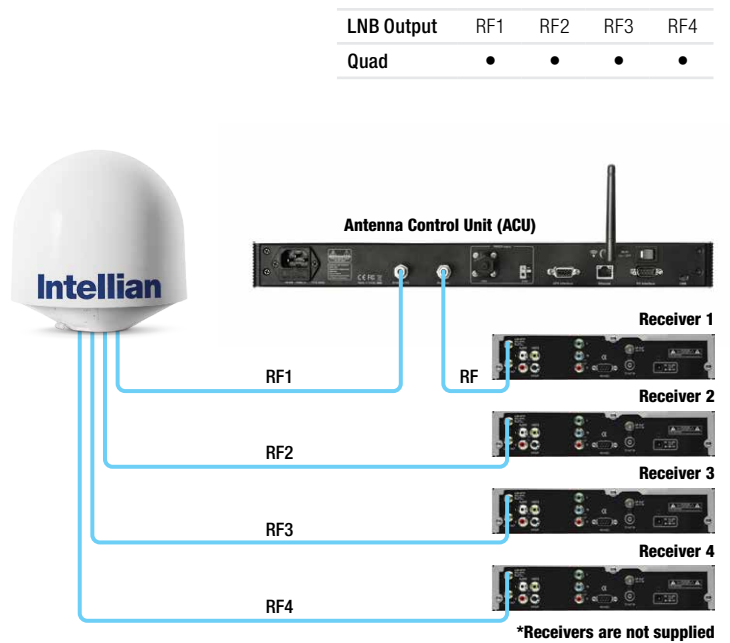 LNB Output RF1 RF2 RF3 RF4
Quad ● ● ● ●
Antenna Control Unit (ACU)
Intellian
Receiver 1
RF1
RF
Receiver 2
RF2
Receiver 3
RF3
Receiver 4
RF4
*Receivers are not supplied